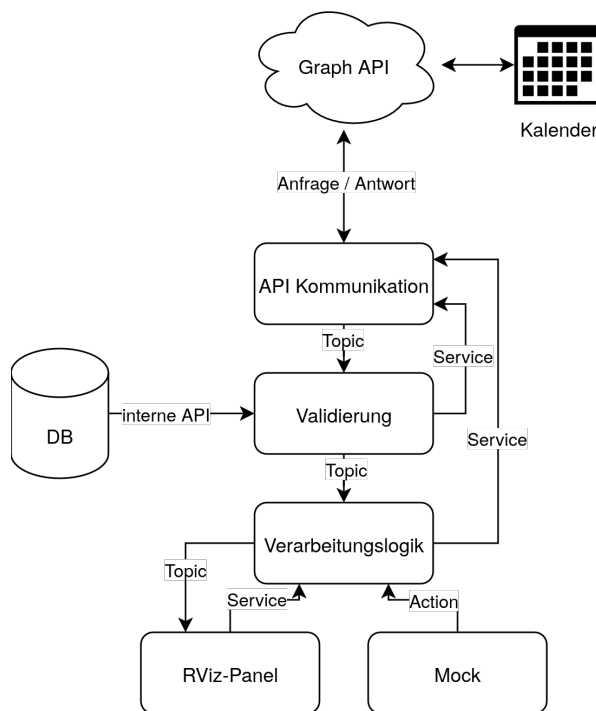 Graph API
Kalender
Anfrage / Antwort
API Kommunikation
Topic
Service
DB
interne API
Validierung
Service
Topic
Verarbeitungslogik
Topic
Service
Action
RViz-Panel
Mock